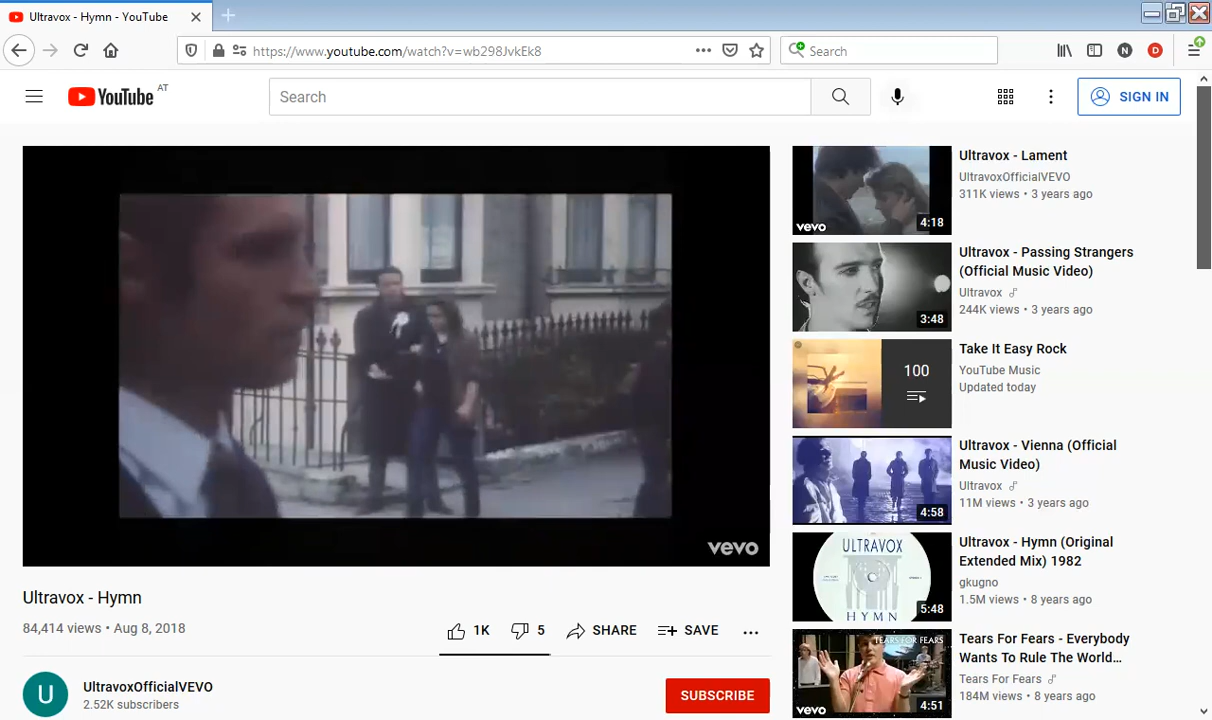 Ultravox - Hymn - YouTube
https://www.youtube.com/watch?v=wb298JvkEk8
Search
N
D
YouTube AT
Search
SIGN IN
vevo
Ultravox - Hymn
84,414 views • Aug 8, 2018
1K
5
SHARE
SAVE
U
UltravoxOfficialVEVO
2.52K subscribers
SUBSCRIBE
vevo
4:18
Ultravox - Lament
UltravoxOfficialVEVO
311K views • 3 years ago
3:48
Ultravox - Passing Strangers
(Official Music Video)
Ultravox
244K views • 3 years ago
100
Take It Easy Rock
YouTube Music
Updated today
4:58
Ultravox - Vienna (Official
Music Video)
Ultravox
11M views • 3 years ago
ULTRAVOX
HYMN
5:48
Ultravox - Hymn (Original
Extended Mix) 1982
gkugno
1.5M views • 8 years ago
TEARS FOR FEARS
vevo
4:51
Tears For Fears - Everybody
Wants To Rule The World...
Tears For Fears
184M views • 8 years ago